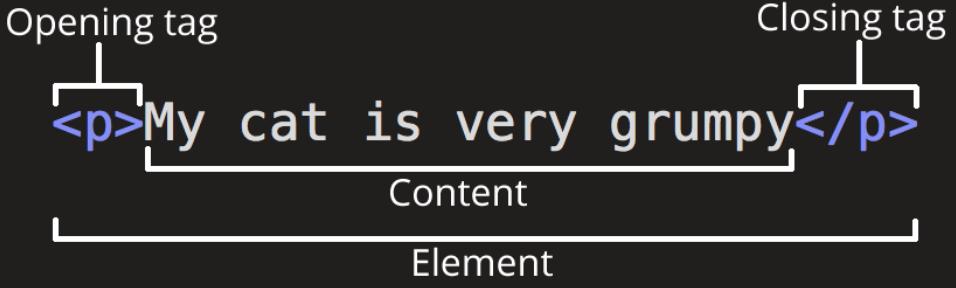 Opening tag
Closing tag
<p>My cat is very grumpy</p>
Content
Element